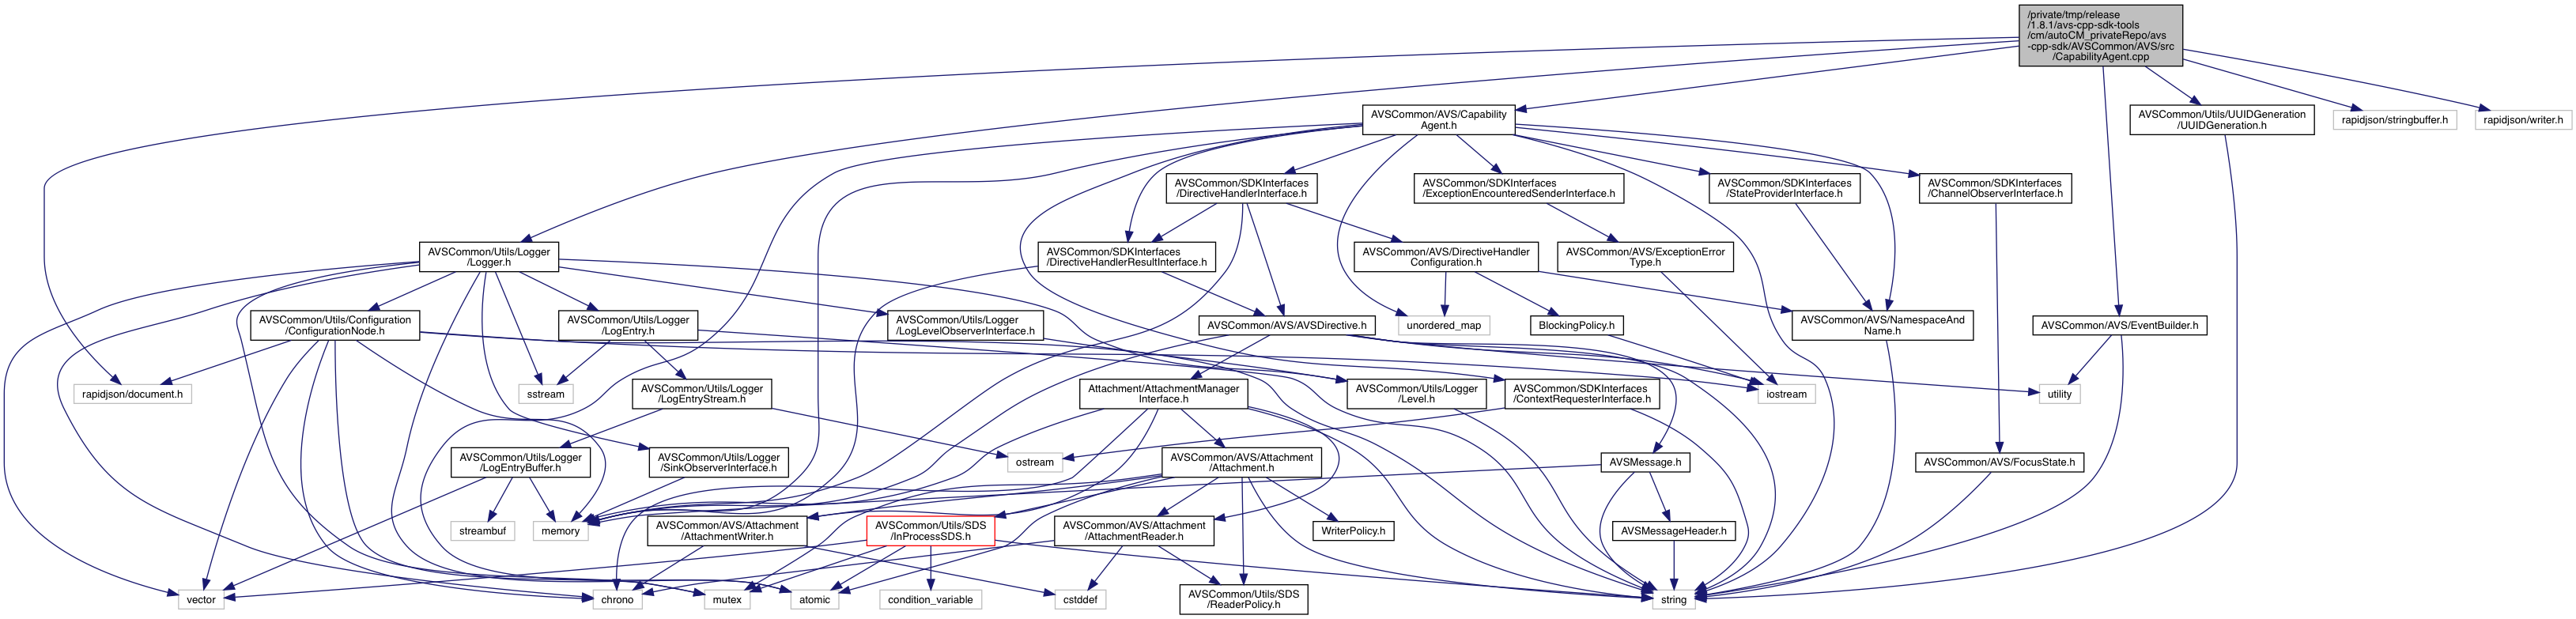 /private/tmp/release
/1.8.1/avs-cpp-sdk-tools
/cm/autoCM_privateRepo/avs
-cpp-sdk/AVSCommon/AVS/src
/CapabilityAgent.cpp
AVSCommon/AVS/Capability
Agent.h
AVSCommon/Utils/UUIDGeneration
/UUIDGeneration.h
rapidjson/stringbuffer.h
rapidjson/writer.h
AVSCommon/SDKInterfaces
/DirectiveHandlerInterface.h
AVSCommon/SDKInterfaces
/ExceptionEncounteredSenderInterface.h
AVSCommon/SDKInterfaces
/StateProviderInterface.h
AVSCommon/SDKInterfaces
/ChannelObserverInterface.h
AVSCommon/Utils/Logger
/Logger.h
AVSCommon/SDKInterfaces
/DirectiveHandlerResultInterface.h
AVSCommon/AVS/DirectiveHandler
Configuration.h
AVSCommon/AVS/ExceptionError
Type.h
AVSCommon/Utils/Configuration
/ConfigurationNode.h
AVSCommon/Utils/Logger
/LogEntry.h
AVSCommon/Utils/Logger
/LogLevelObserverInterface.h
AVSCommon/AVS/AVSDirective.h
unordered_map
BlockingPolicy.h
AVSCommon/AVS/NamespaceAnd
Name.h
AVSCommon/AVS/EventBuilder.h
rapidjson/document.h
sstream
AVSCommon/Utils/Logger
/LogEntryStream.h
Attachment/AttachmentManager
Interface.h
AVSCommon/Utils/Logger
/Level.h
AVSCommon/SDKInterfaces
/ContextRequesterInterface.h
iostream
utility
AVSCommon/Utils/Logger
/LogEntryBuffer.h
AVSCommon/Utils/Logger
/SinkObserverInterface.h
ostream
AVSCommon/AVS/Attachment
/Attachment.h
AVSMessage.h
AVSCommon/AVS/FocusState.h
streambuf
memory
AVSCommon/AVS/Attachment
/AttachmentWriter.h
AVSCommon/Utils/SDS
/InProcessSDS.h
AVSCommon/AVS/Attachment
/AttachmentReader.h
WriterPolicy.h
AVSMessageHeader.h
vector
chrono
mutex
atomic
condition_variable
cstddef
AVSCommon/Utils/SDS
/ReaderPolicy.h
string